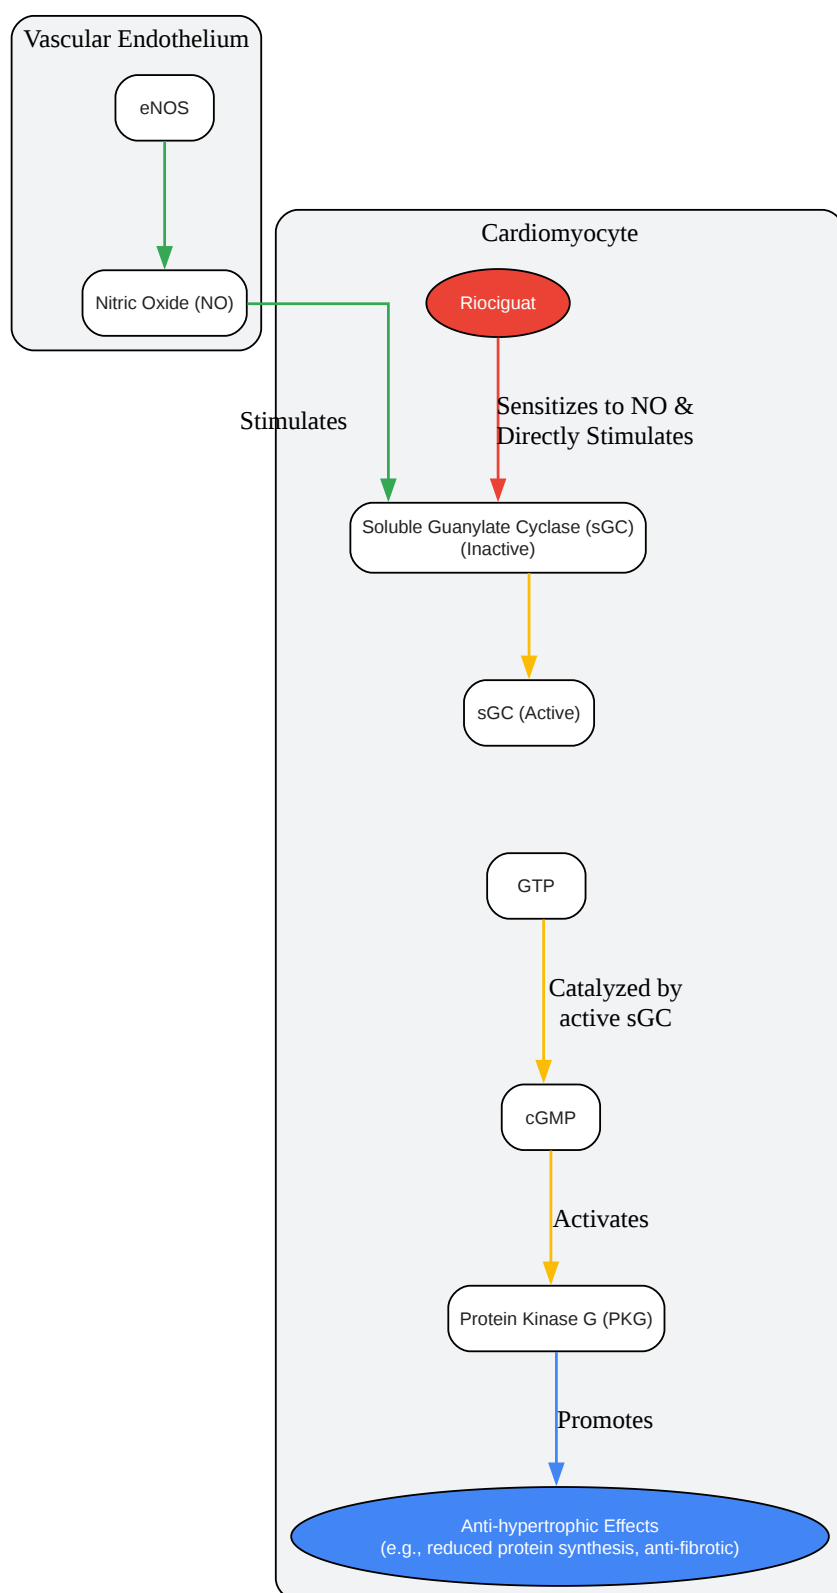 Vascular Endothelium
eNOS
Nitric Oxide (NO)
Cardiomyocyte
Riociguat
Stimulates
Sensitizes to NO &
Directly Stimulates
Soluble Guanylate Cyclase (sGC)
(Inactive)
sGC (Active)
GTP
Catalyzed by
active sGC
cGMP
Activates
Protein Kinase G (PKG)
Promotes
Anti-hypertrophic Effects
(e.g., reduced protein synthesis, anti-fibrotic)